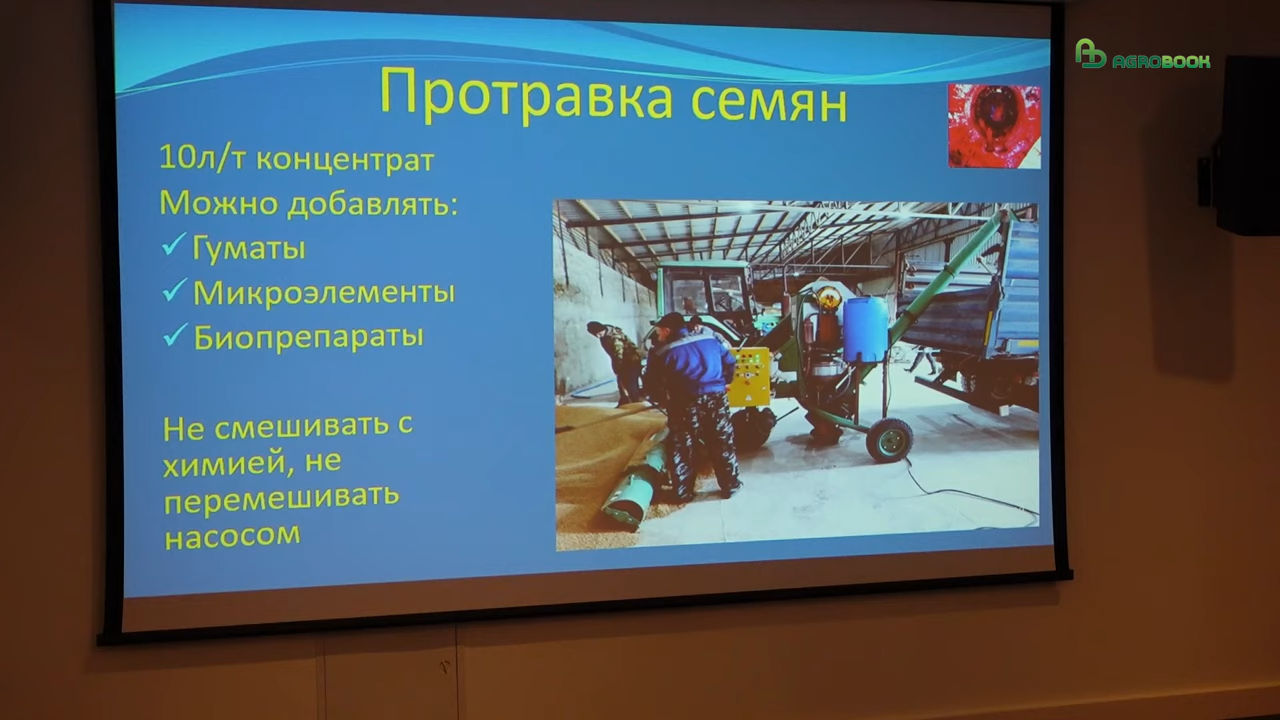 AGROBOOK
Протравка семян
10л/т концентрат
Можно добавлять:
✓ Гуматы
✓ Микроэлементы
✓ Биопрепараты
Не смешивать с
химией, не
перемешивать
насосом